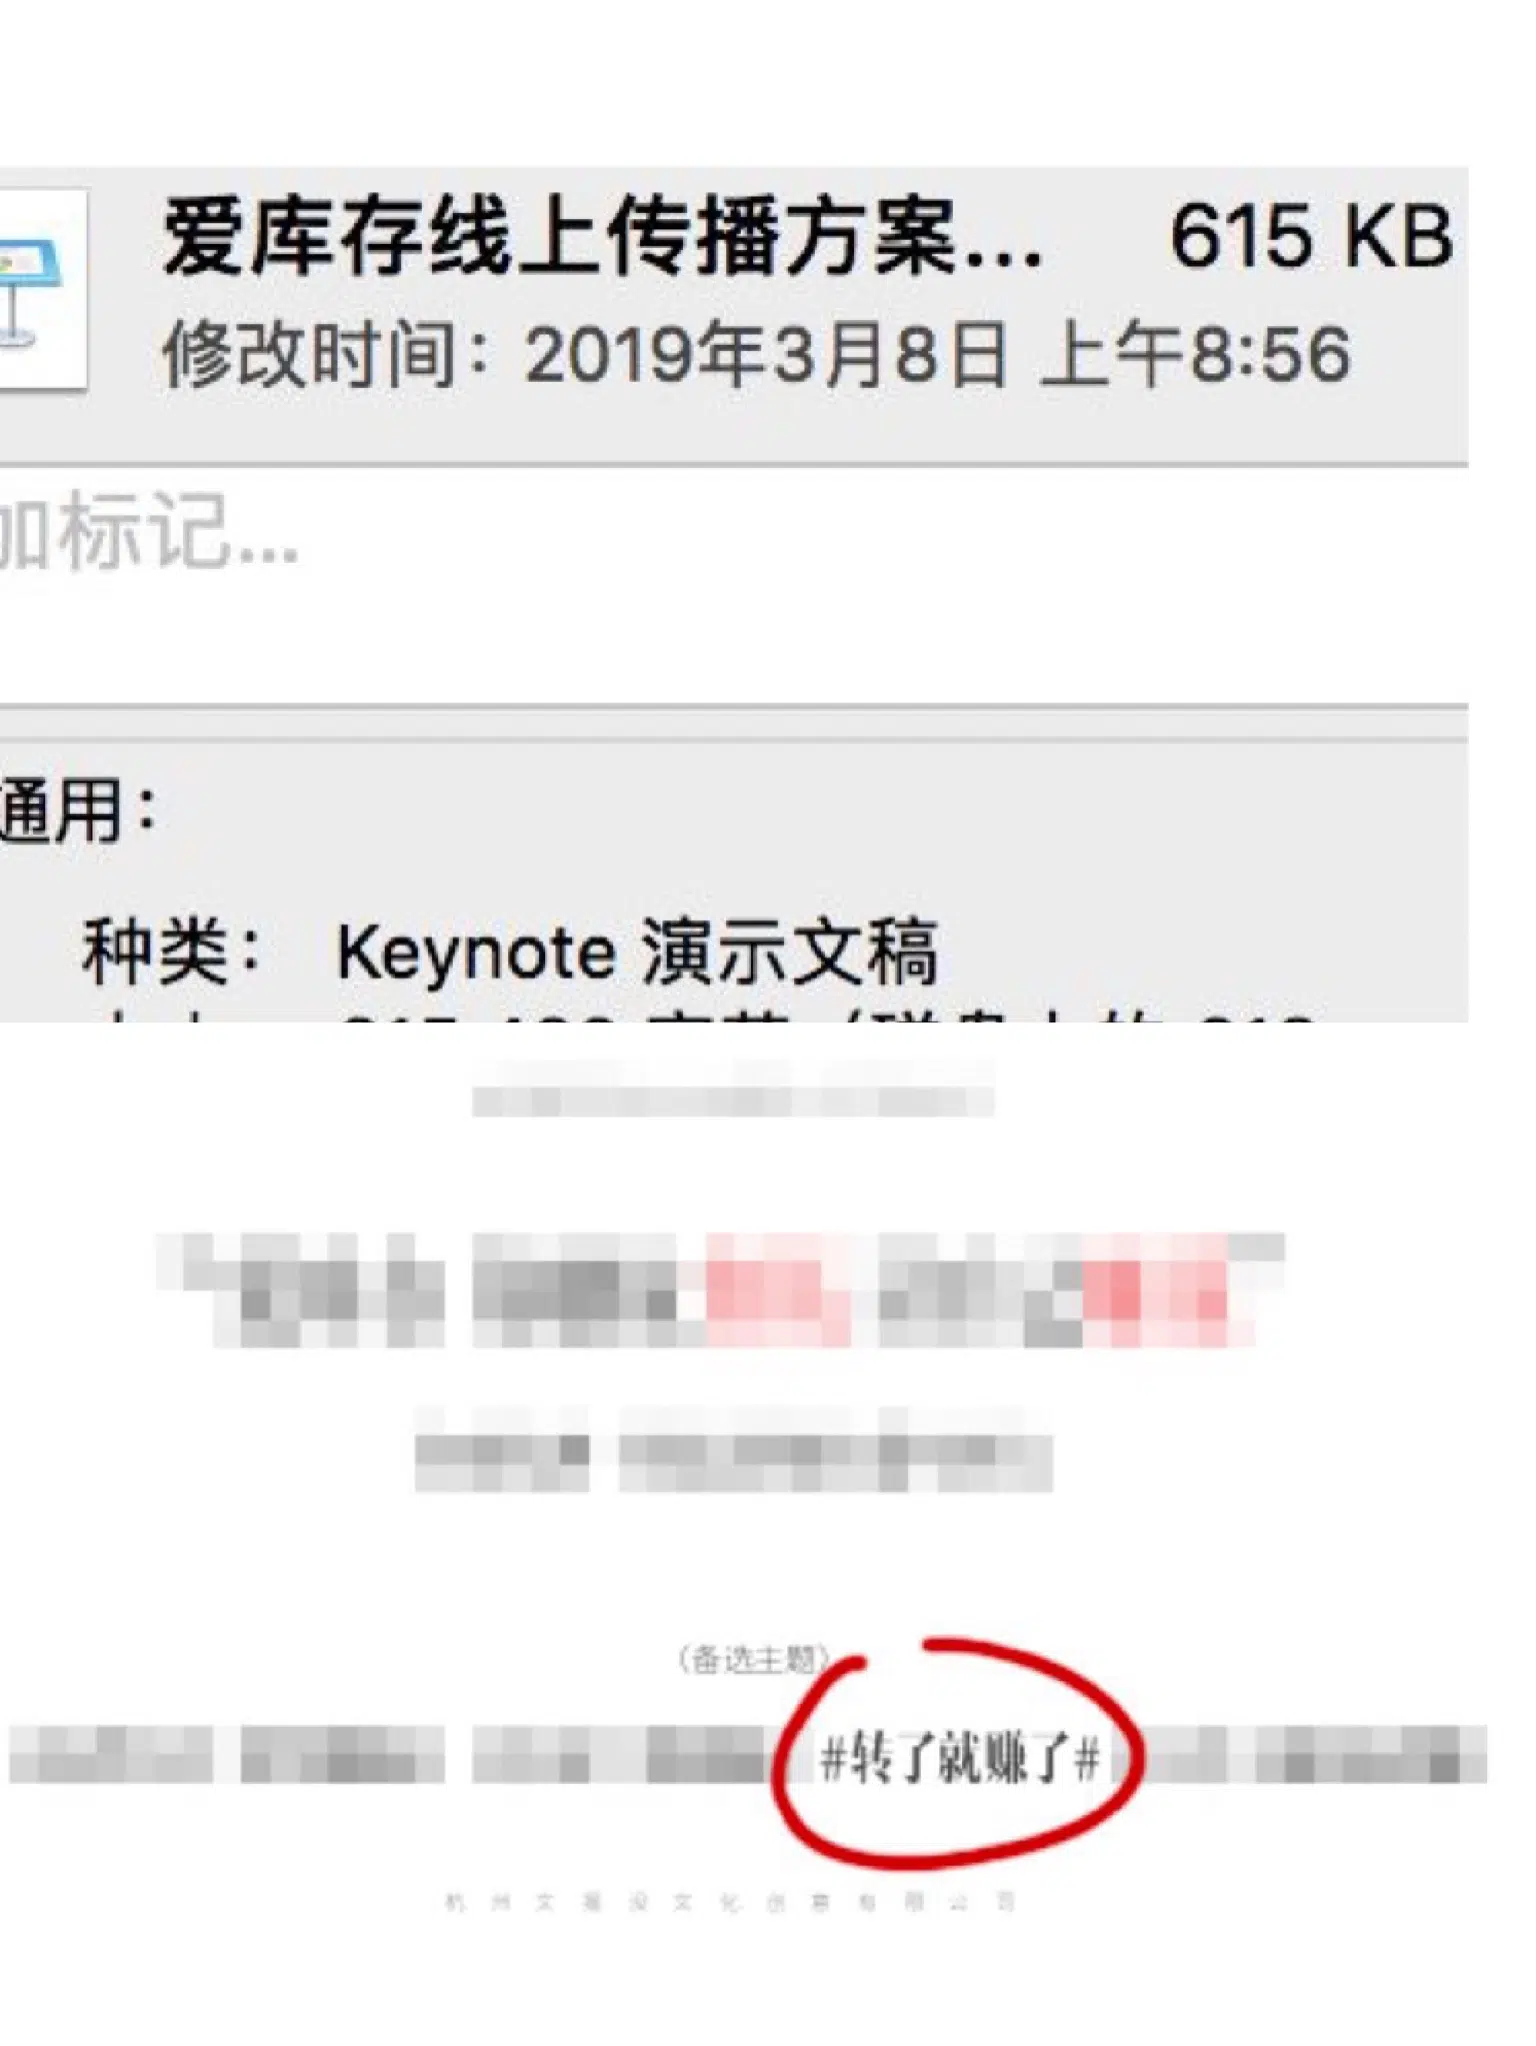 爱库存线上传播方案... 615 KB
修改时间：2019年3月8日 上午8:56
加标记...
通用：
种类： Keynote 演示文稿
（备选主题）
#转了就赚了#